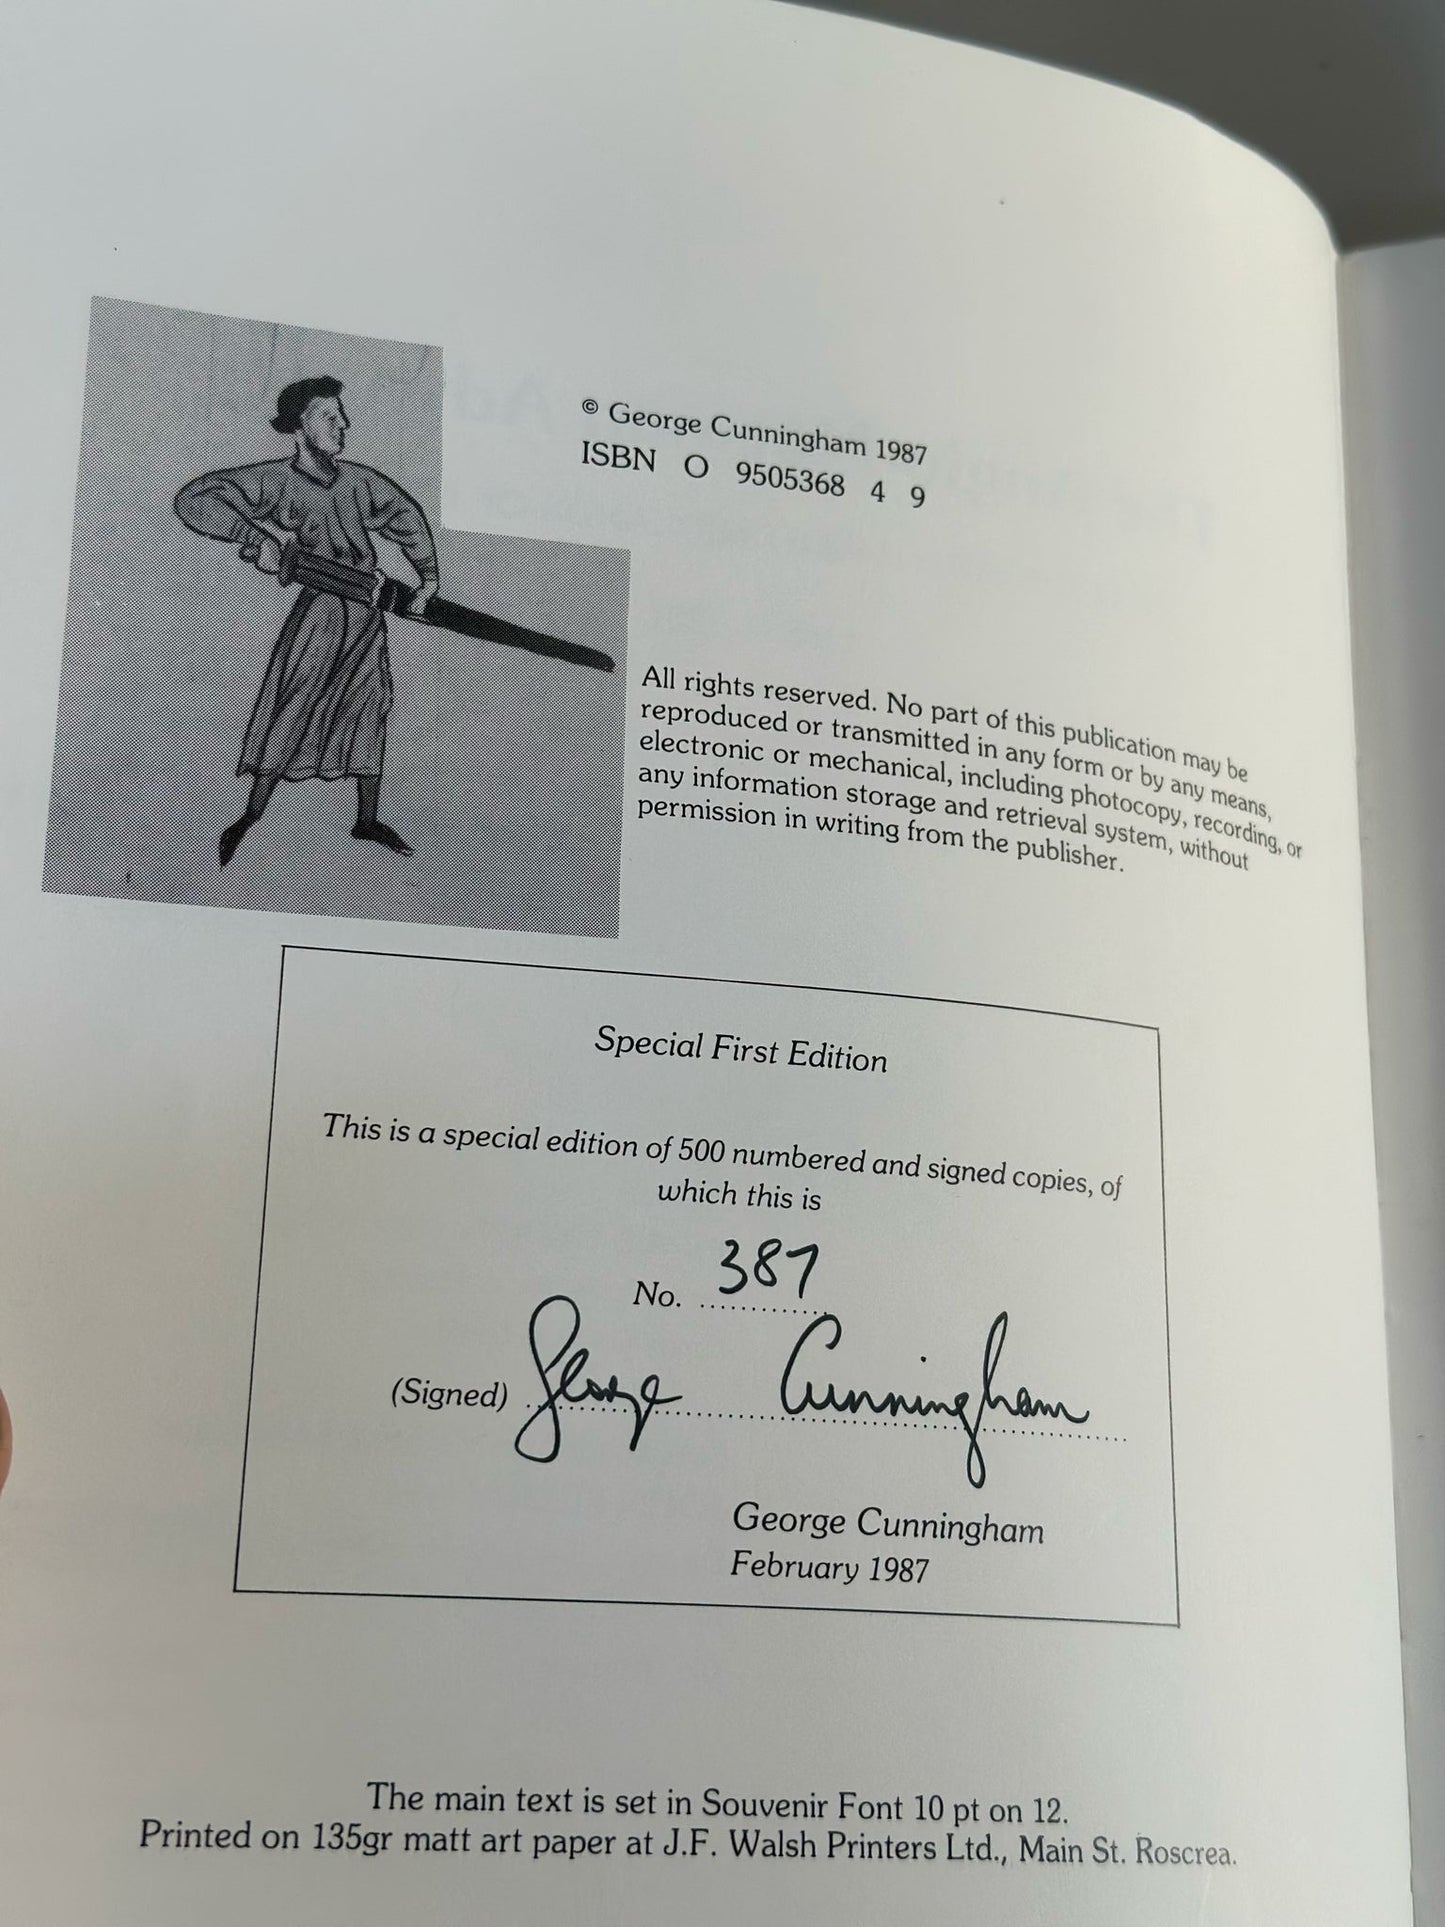 © George Cunningham 1987
ISBN O 9505368 4 9
All rights reserved. No part of this publication may be
reproduced or transmitted in any form or by any means,
electronic or mechanical, including photocopy, recording, or
any information storage and retrieval system, without
permission in writing from the publisher.
Special First Edition
This is a special edition of 500 numbered and signed copies, of
which this is
No. 387
(Signed) George Cunningham
George Cunningham
February 1987
The main text is set in Souvenir Font 10 pt on 12.
Printed on 135gr matt art paper at J.F. Walsh Printers Ltd., Main St. Roscrea.